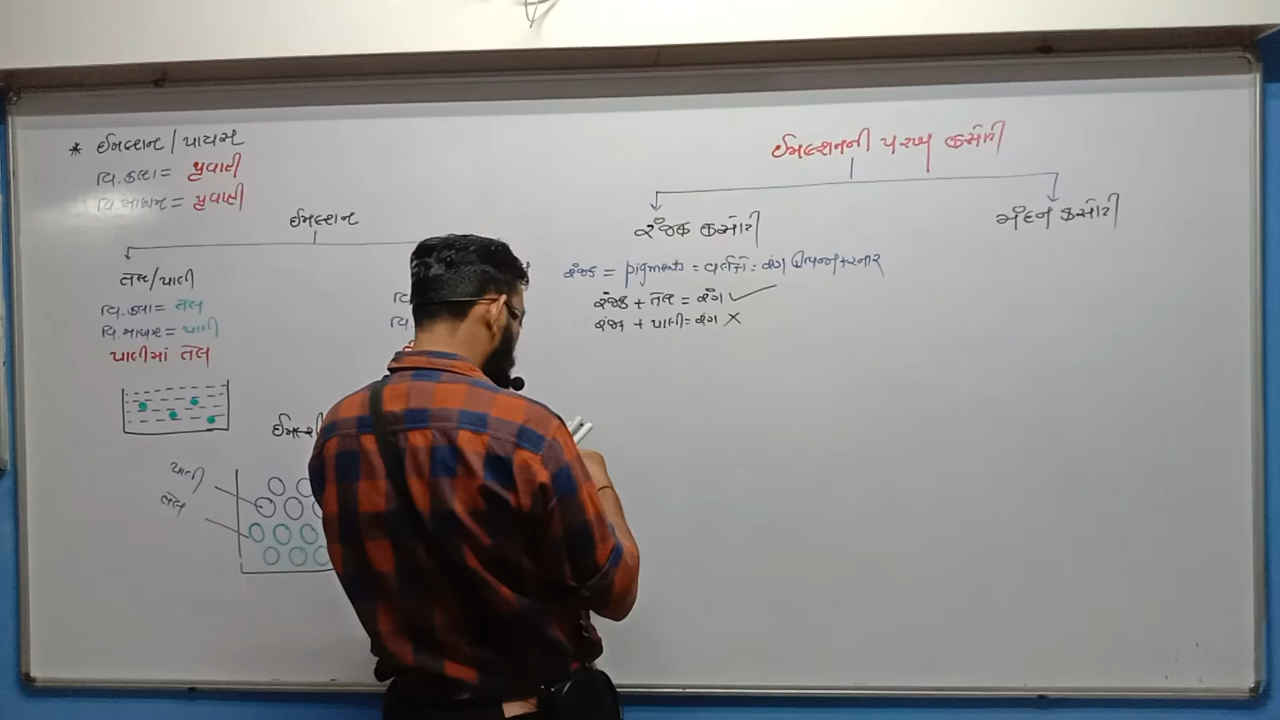 * ઈમલ્શન / પાયસ
વિ.કલા = પ્રવાહી
વિ.માધ્યમ = પ્રવાહી
ઈમલ્શન
તેલ/પાણી
વિ.કલા = તેલ
વિ.માધ્યમ = પાણી
પાણીમાં તેલ
પાણી
તેલ
ઈમલ્શનની પરખ કસોટી
રંજક કસોટી
મંદન કસોટી
રંજક = pigments = વર્ણકો = રંગ ઉત્પન્ન કરનાર
રંજક + તેલ = રંગ ✓
રંજક + પાણી = રંગ X